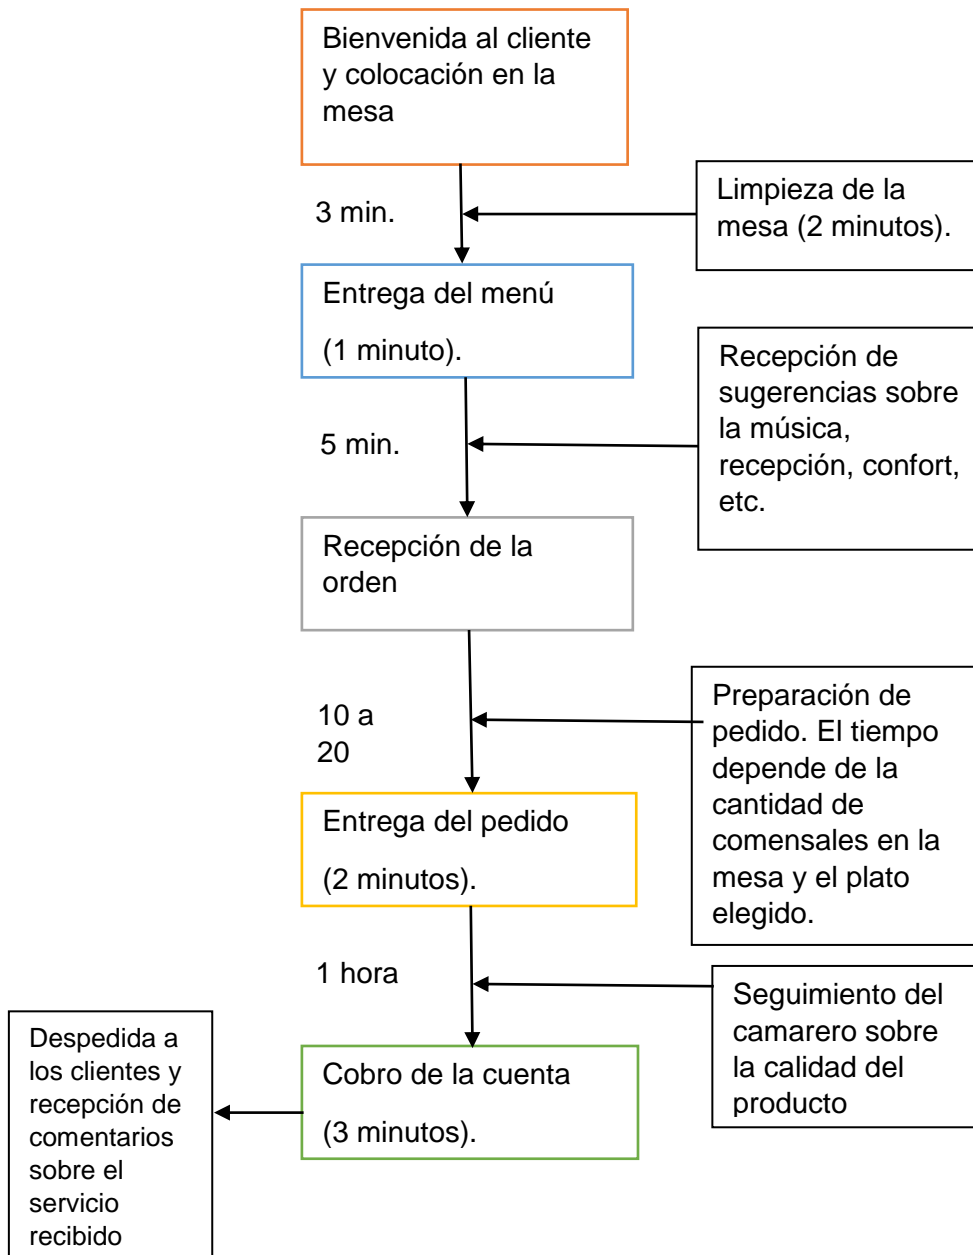 Bienvenida al cliente
y colocación en la
mesa
3 min.
Limpieza de la
mesa (2 minutos).
Entrega del menú
(1 minuto).
5 min.
Recepción de
sugerencias sobre
la música,
recepción, confort,
etc.
Recepción de la
orden
10 a
20
Preparación de
pedido. El tiempo
depende de la
cantidad de
comensales en la
mesa y el plato
elegido.
Entrega del pedido
(2 minutos).
1 hora
Seguimiento del
camarero sobre
la calidad del
producto
Cobro de la cuenta
(3 minutos).
Despedida a
los clientes y
recepción de
comentarios
sobre el
servicio
recibido